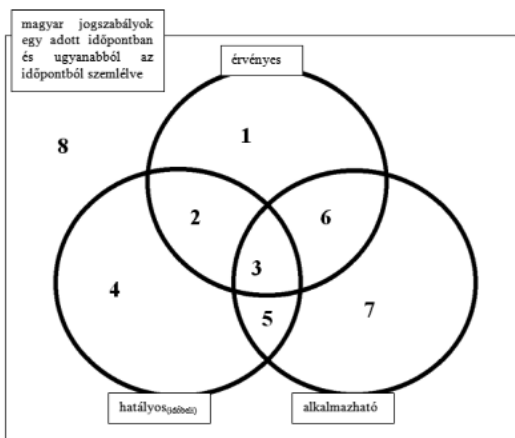 magyar jogszabályok
egy adott időpontban
és ugyanabból az
időpontból szemlélve
érvényes
1
8
2
6
3
4
5
7
hatályos(időbeli)
alkalmazható